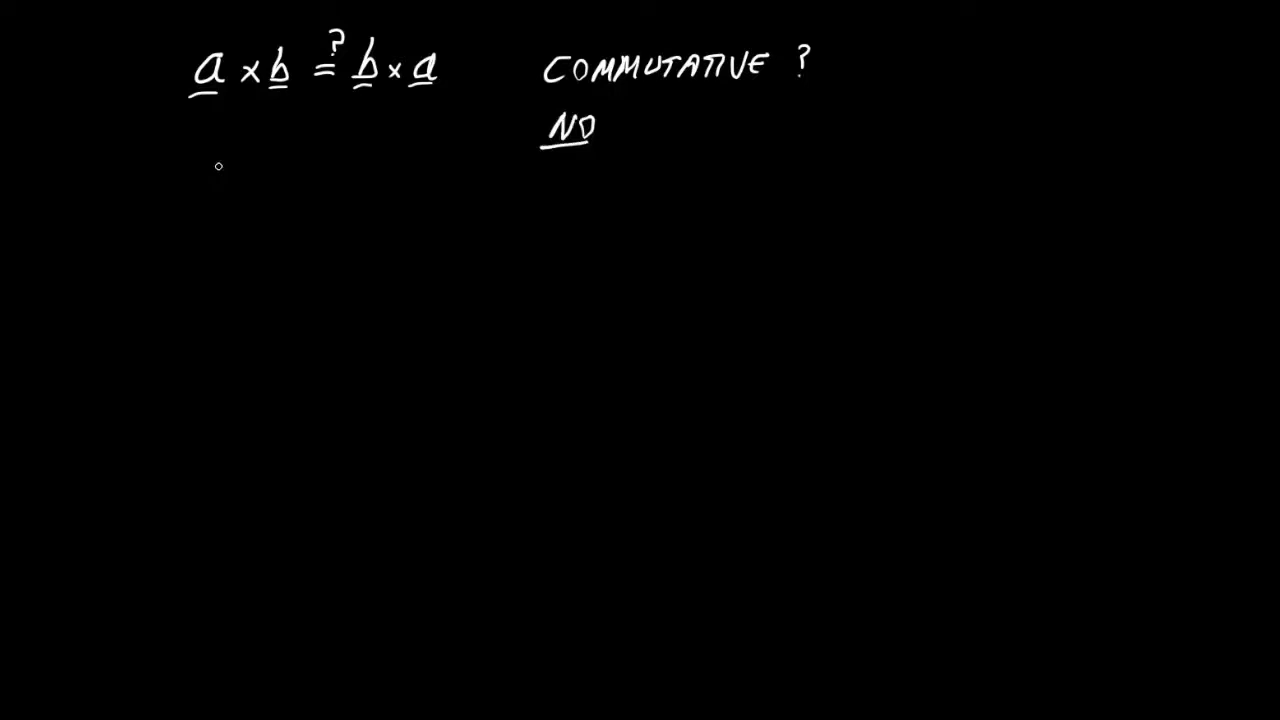 a × b ?= b × a COMMUTATIVE ?
NO